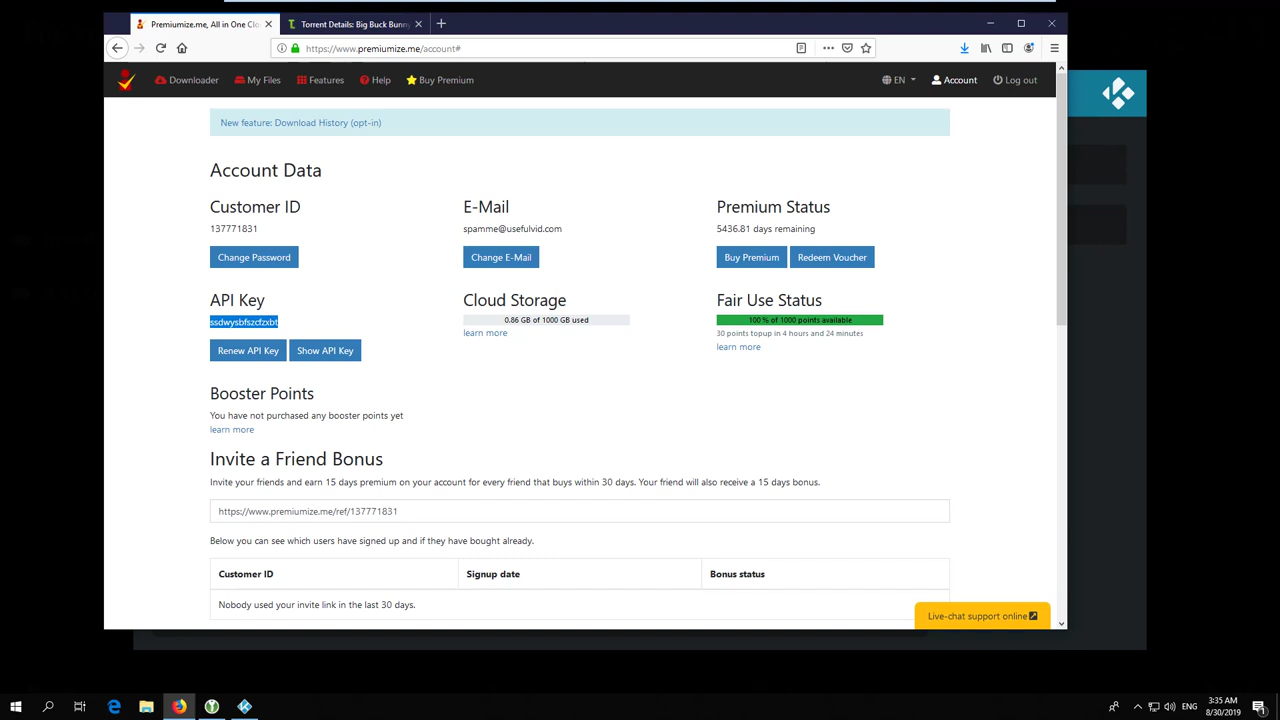 Premiumize.me, All in One Clo
Torrent Details: Big Buck Bunny
https://www.premiumize.me/account#
Downloader
My Files
Features
Help
Buy Premium
EN
Account
Log out
New feature: Download History (opt-in)
Account Data
Customer ID
E-Mail
Premium Status
137771831
spamme@usefulvid.com
5436.81 days remaining
Change Password
Change E-Mail
Buy Premium
Redeem Voucher
API Key
Cloud Storage
Fair Use Status
ssdwysbfszcfzxbt
0.86 GB of 1000 GB used
100 % of 1000 points available
learn more
30 points topup in 4 hours and 24 minutes
learn more
Renew API Key
Show API Key
Booster Points
You have not purchased any booster points yet
learn more
Invite a Friend Bonus
Invite your friends and earn 15 days premium on your account for every friend that buys within 30 days. Your friend will also receive a 15 days bonus.
https://www.premiumize.me/ref/137771831
Below you can see which users have signed up and if they have bought already.
Customer ID
Signup date
Bonus status
Nobody used your invite link in the last 30 days.
Live-chat support online
ENG
3:35 AM
8/30/2019
1